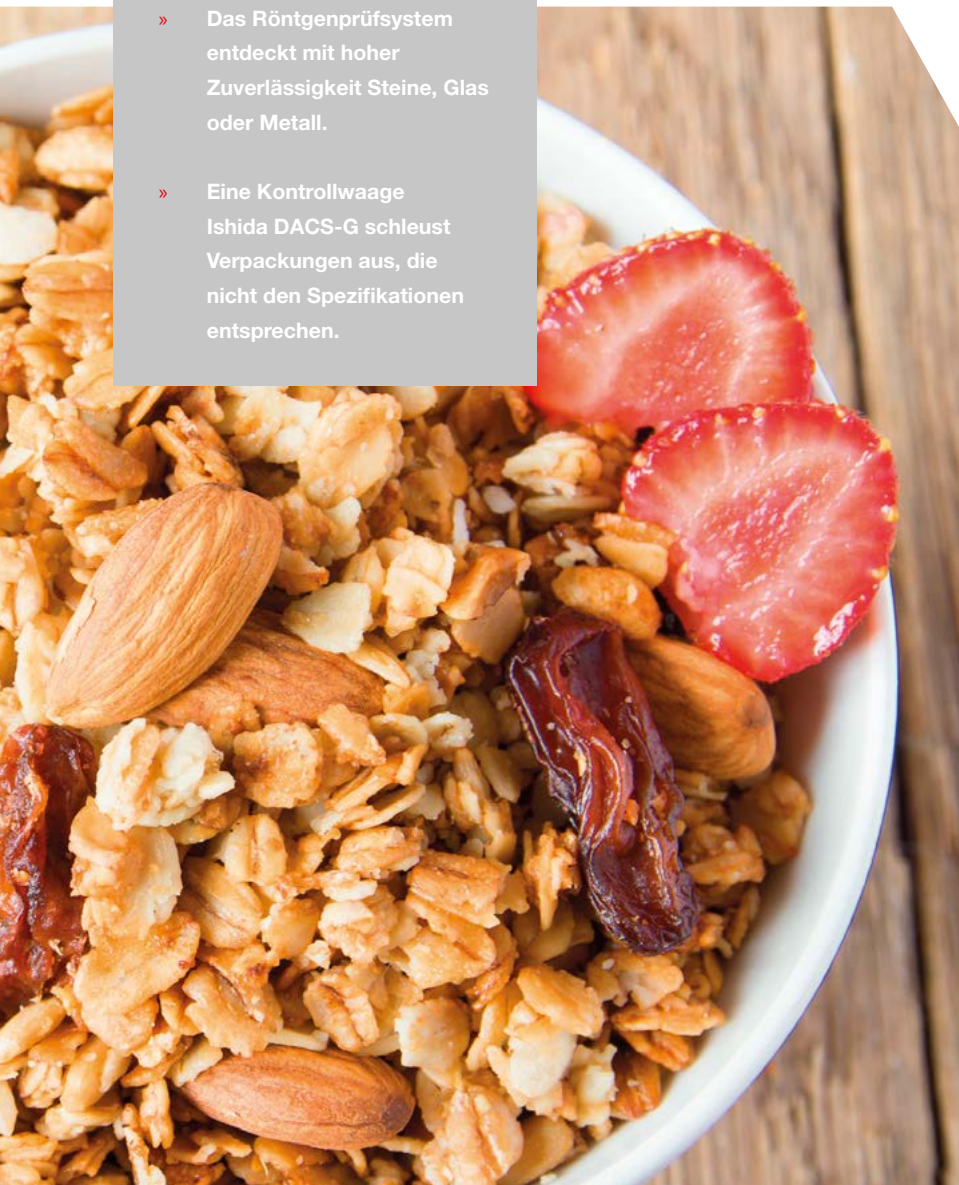 » Das Röntgenprüfsystem
entdeckt mit hoher
Zuverlässigkeit Steine, Glas
oder Metall.
» Eine Kontrollwaage
Ishida DACS-G schleust
Verpackungen aus, die
nicht den Spezifikationen
entsprechen.